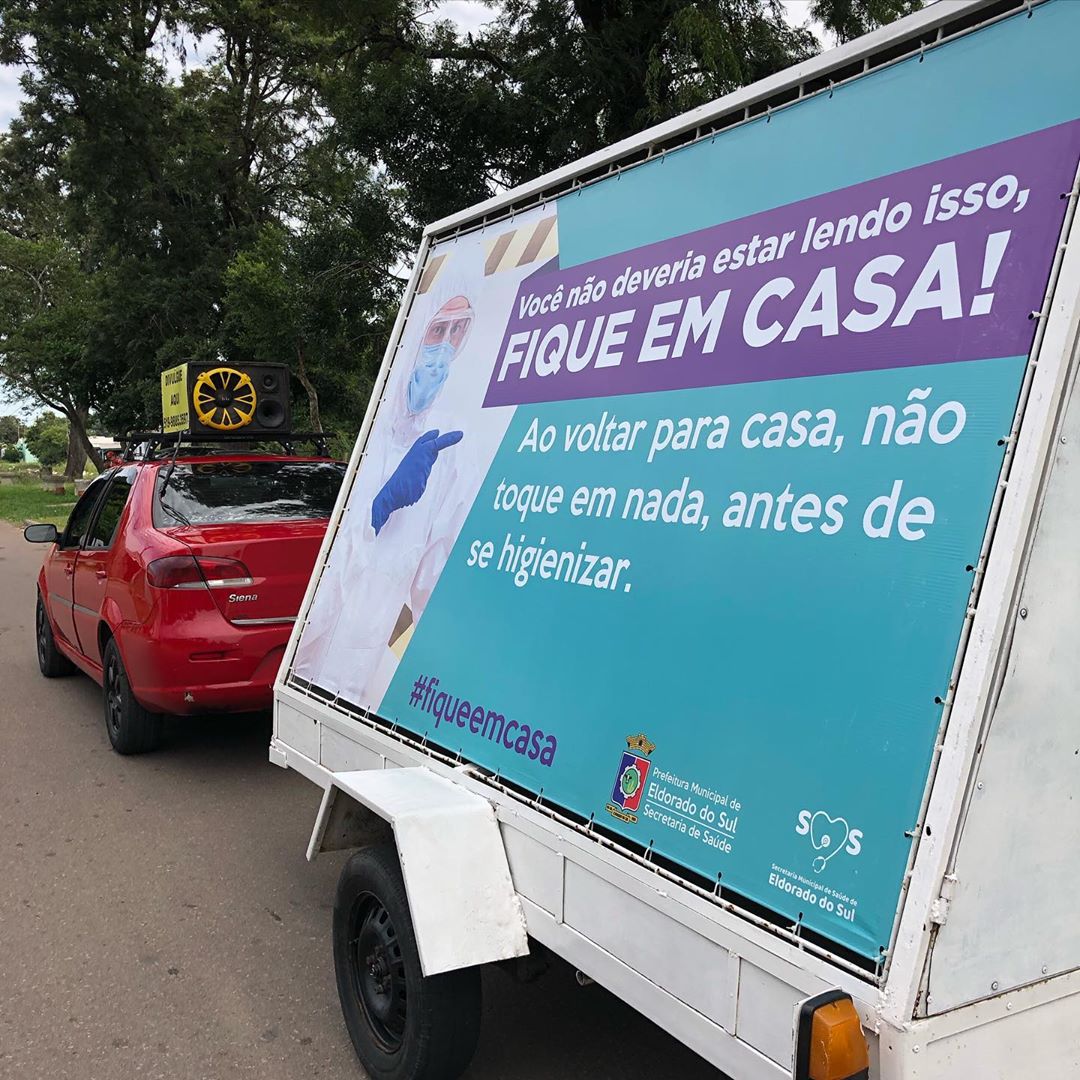 DIVULGUE
AQUI
Siena
Você não deveria estar lendo isso,
FIQUE EM CASA!
Ao voltar para casa, não
toque em nada, antes de
se higienizar.
#fiqueemcasa
Prefeitura Municipal de
Eldorado do Sul
Secretaria de Saúde
SOS
Secretaria Municipal de Saúde de
Eldorado do Sul